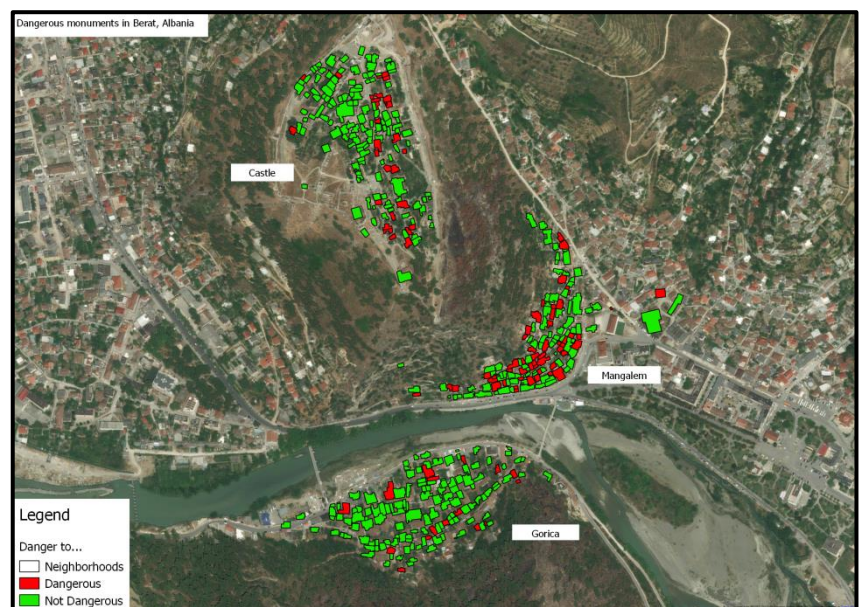 Dangerous monuments in Berat, Albania
Castle
Mangalem
Gorica
Legend
Danger to...
Neighborhoods
Dangerous
Not Dangerous